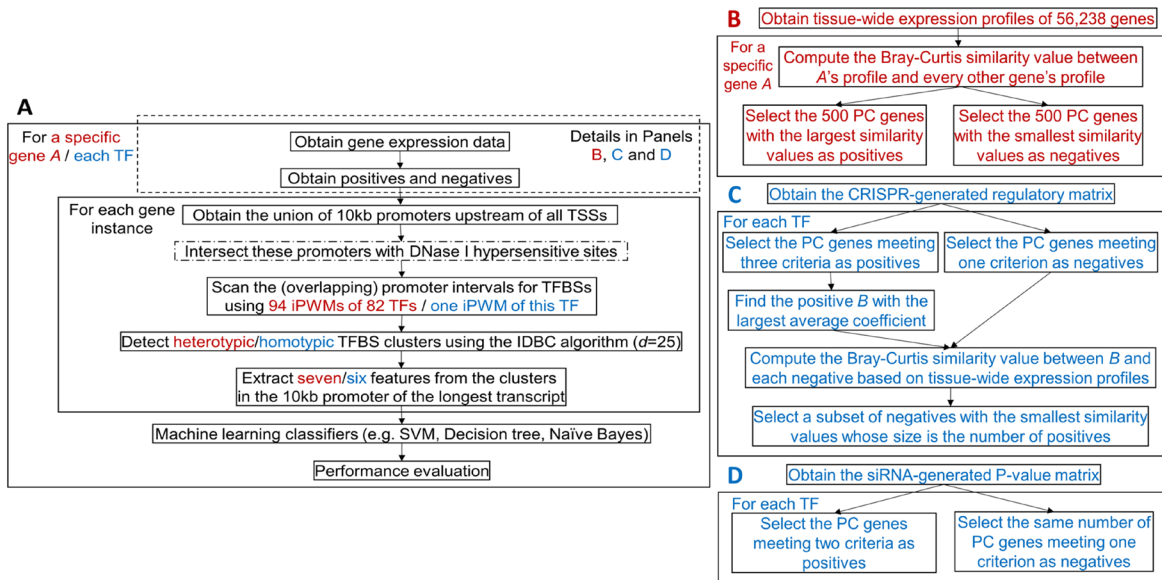 A
For a specific
gene A / each TF
Obtain gene expression data
Details in Panels
B, C and D
Obtain positives and negatives
For each gene
instance
Obtain the union of 10kb promoters upstream of all TSSs
Intersect these promoters with DNase I hypersensitive sites
Scan the (overlapping) promoter intervals for TFBSs
using 94 iPWMs of 82 TFs / one iPWM of this TF
Detect heterotypic/homotypic TFBS clusters using the IDBC algorithm (d=25)
Extract seven/six features from the clusters
in the 10kb promoter of the longest transcript
Machine learning classifiers (e.g. SVM, Decision tree, Naïve Bayes)
Performance evaluation
B
Obtain tissue-wide expression profiles of 56,238 genes
For a
specific
gene A
Compute the Bray-Curtis similarity value between
A's profile and every other gene's profile
Select the 500 PC genes
with the largest similarity
values as positives
Select the 500 PC genes
with the smallest similarity
values as negatives
C
Obtain the CRISPR-generated regulatory matrix
For each TF
Select the PC genes meeting
three criteria as positives
Select the PC genes meeting
one criterion as negatives
Find the positive B with the
largest average coefficient
Compute the Bray-Curtis similarity value between B and
each negative based on tissue-wide expression profiles
Select a subset of negatives with the smallest similarity
values whose size is the number of positives
D
Obtain the siRNA-generated P-value matrix
For each TF
Select the PC genes
meeting two criteria as
positives
Select the same number of
PC genes meeting one
criterion as negatives